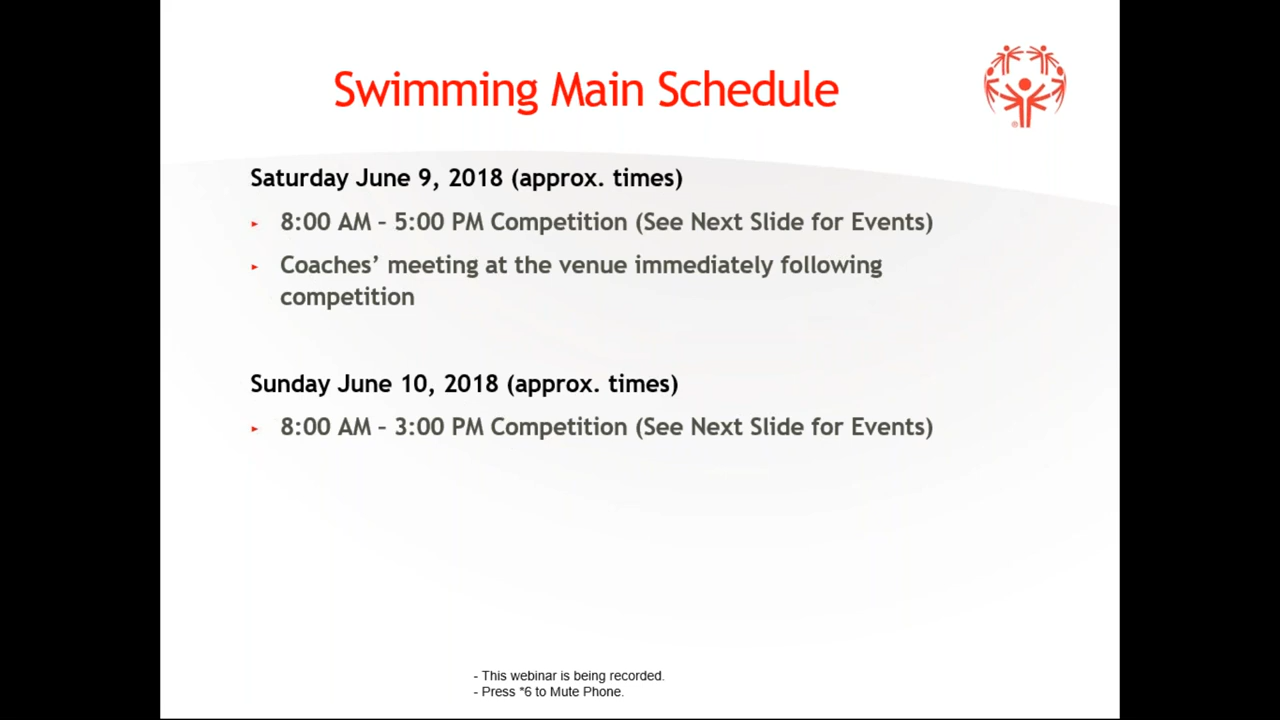 Swimming Main Schedule
Saturday June 9, 2018 (approx. times)
8:00 AM – 5:00 PM Competition (See Next Slide for Events)
Coaches’ meeting at the venue immediately following
competition
Sunday June 10, 2018 (approx. times)
8:00 AM – 3:00 PM Competition (See Next Slide for Events)
- This webinar is being recorded.
- Press *6 to Mute Phone.